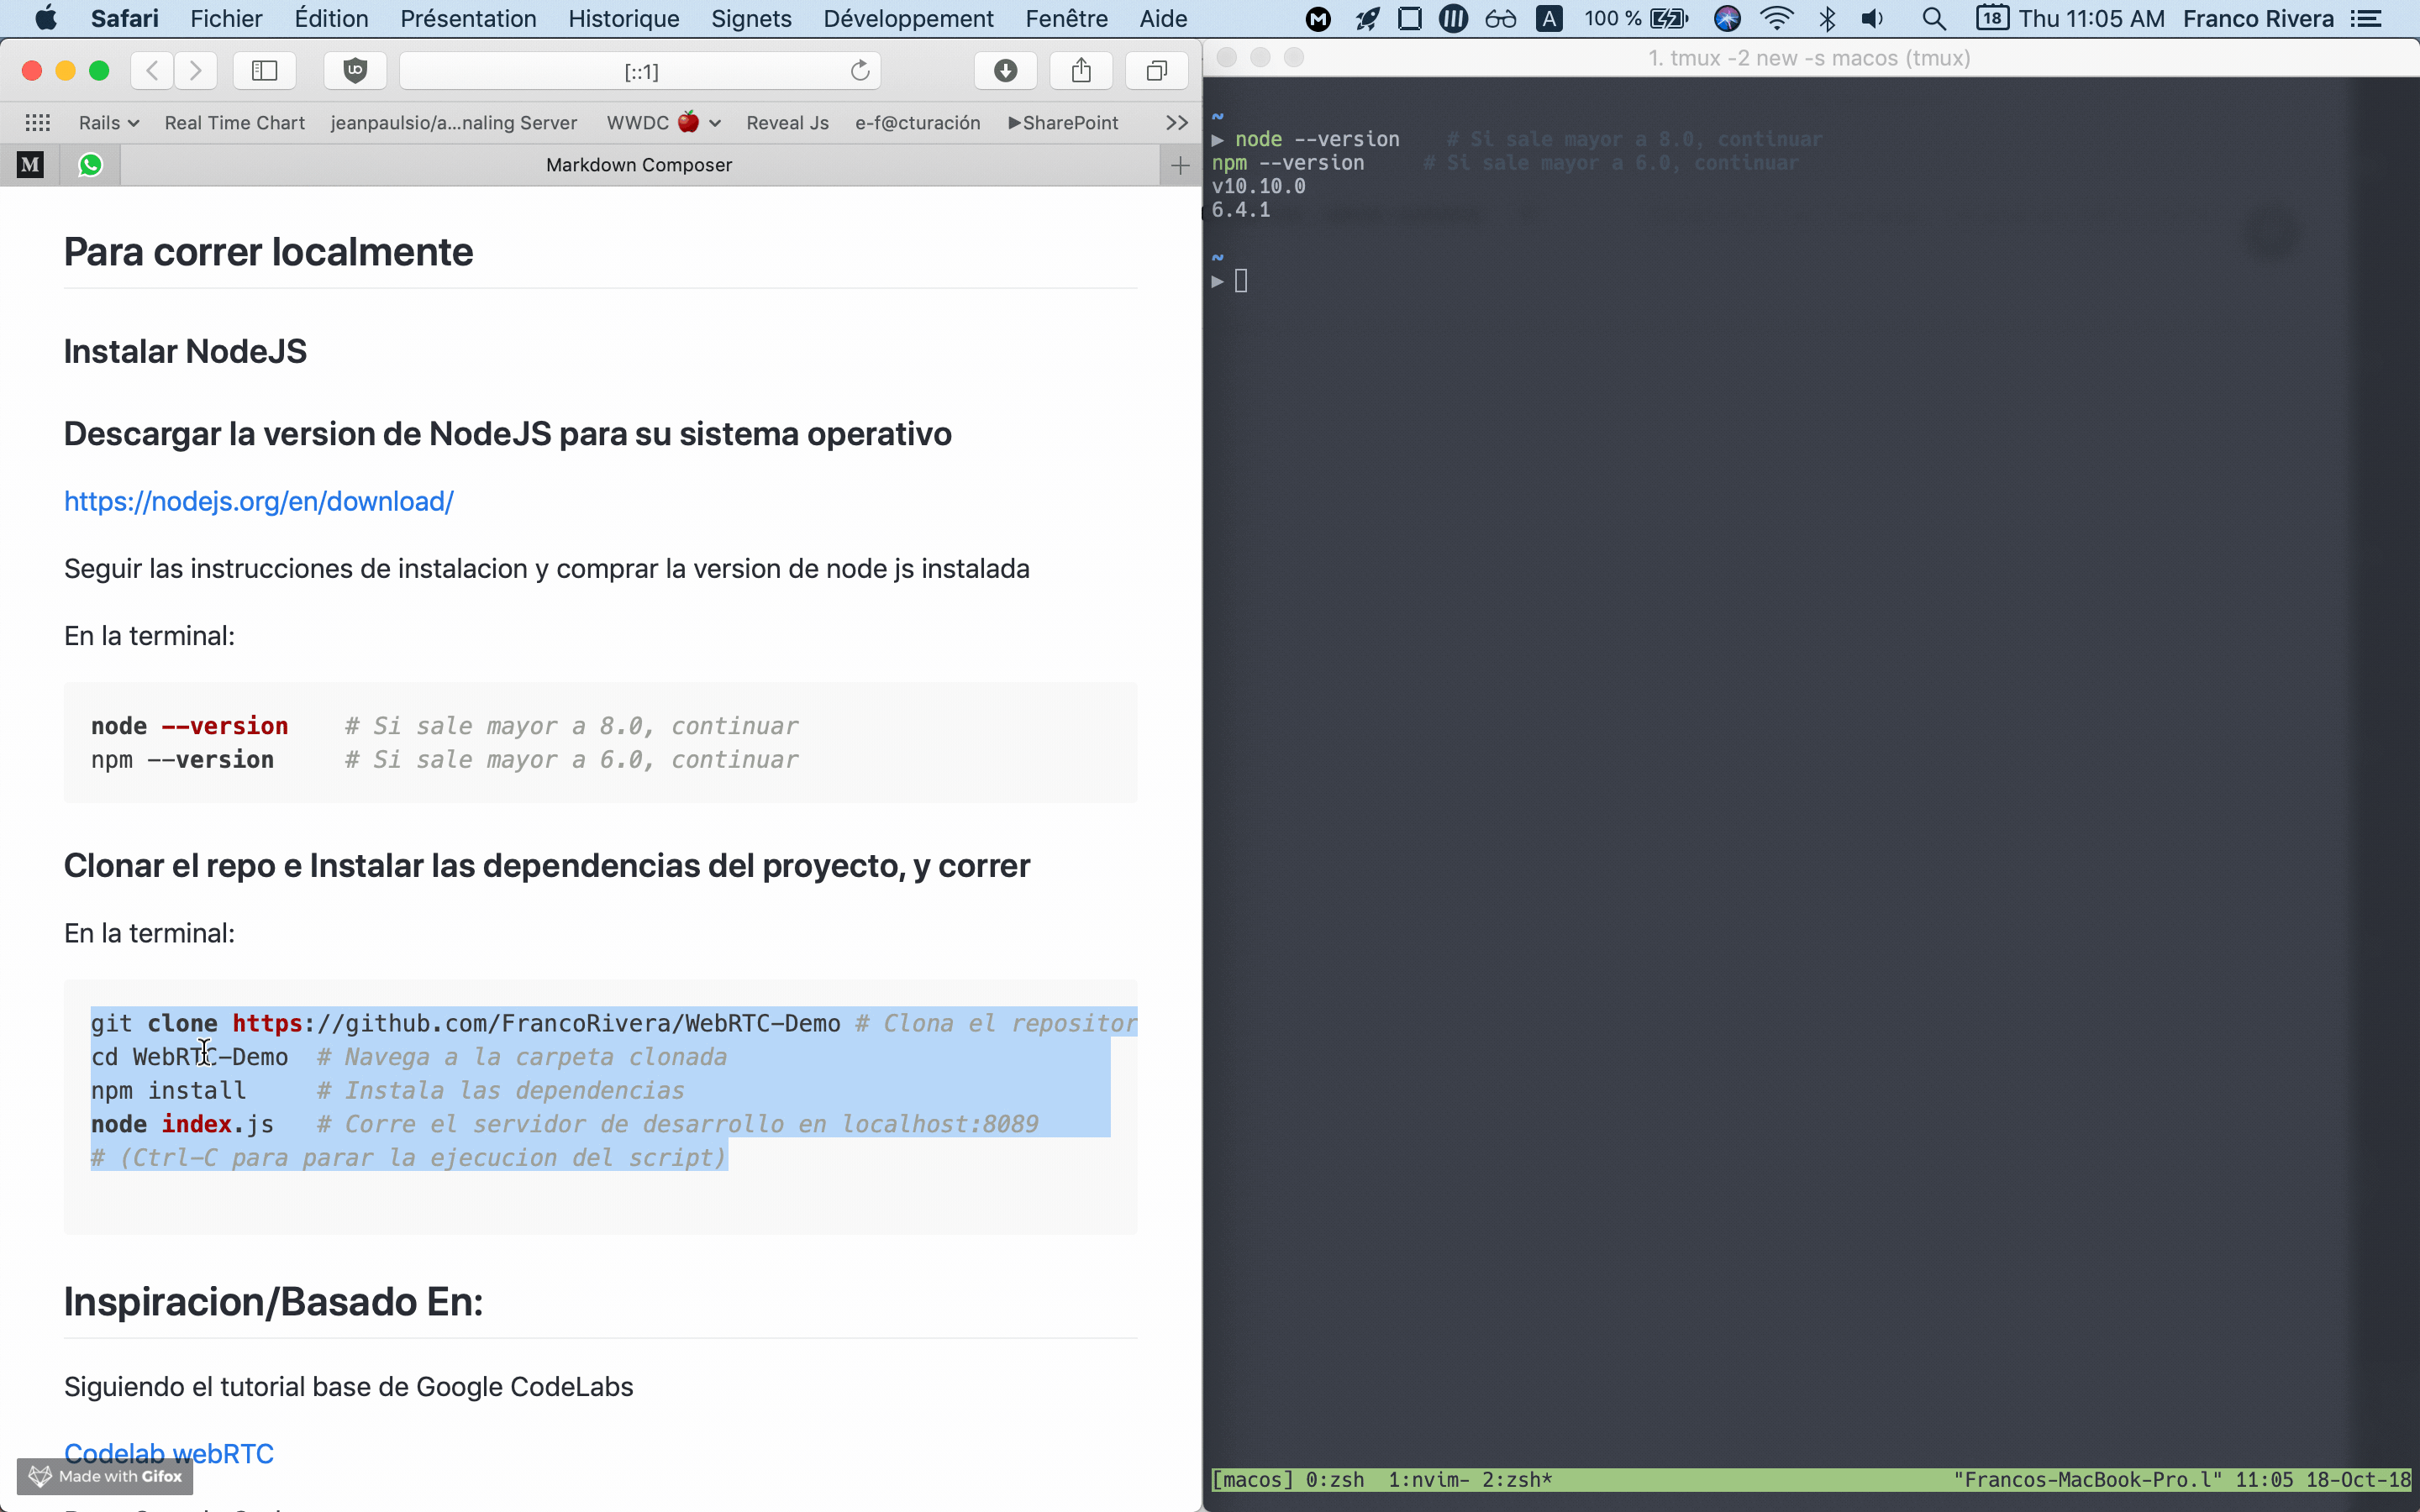 Safari Fichier Édition Présentation Historique Signets Développement Fenêtre Aide
100 % 18 Thu 11:05 AM Franco Rivera
[::1]
Rails Real Time Chart jeanpaulsio/a...naling Server WWDC Reveal Js e-f@cturación ▶SharePoint >>
M Markdown Composer +
Para correr localmente
Instalar NodeJS
Descargar la version de NodeJS para su sistema operativo
https://nodejs.org/en/download/
Seguir las instrucciones de instalacion y comprar la version de node js instalada
En la terminal:
node --version # Si sale mayor a 8.0, continuar
npm --version # Si sale mayor a 6.0, continuar
Clonar el repo e Instalar las dependencias del proyecto, y correr
En la terminal:
git clone https://github.com/FrancoRivera/WebRTC-Demo # Clona el repositor
cd WebRTC-Demo # Navega a la carpeta clonada
npm install # Instala las dependencias
node index.js # Corre el servidor de desarrollo en localhost:8089
# (Ctrl-C para parar la ejecucion del script)
Inspiracion/Basado En:
Siguiendo el tutorial base de Google CodeLabs
Codelab webRTC
Made with Gifox
1. tmux -2 new -s macos (tmux)
~
▶ node --version # Si sale mayor a 8.0, continuar
npm --version # Si sale mayor a 6.0, continuar
v10.10.0
6.4.1
~
▶
[macos] 0:zsh 1:nvim- 2:zsh* "Francos-MacBook-Pro.l" 11:05 18-Oct-18